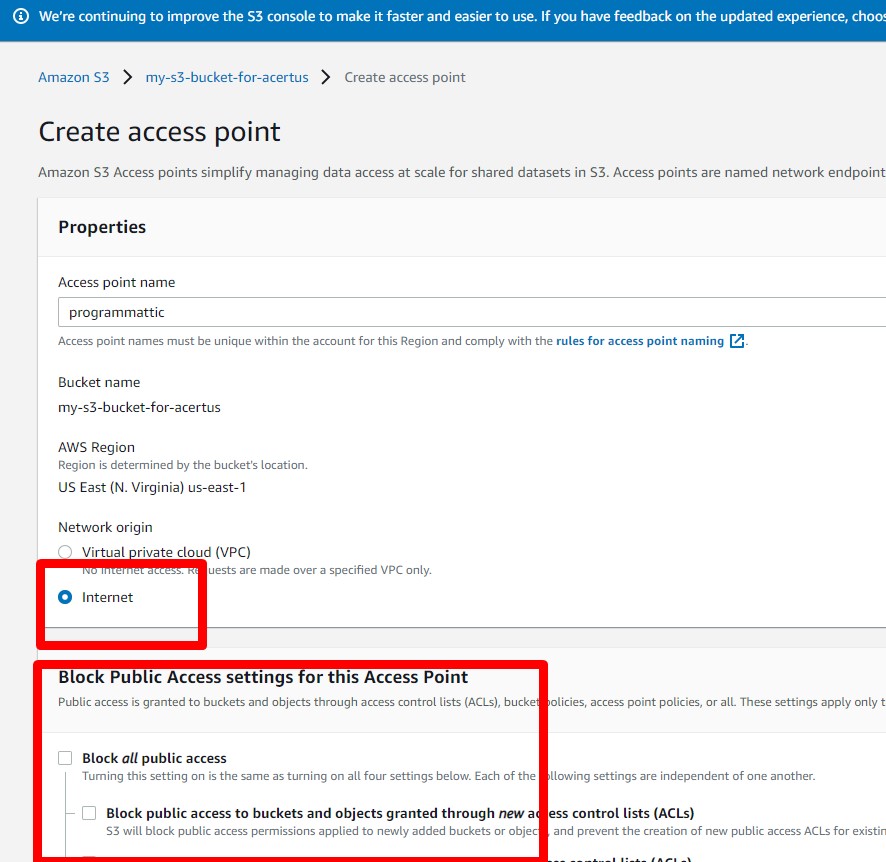 We're continuing to improve the S3 console to make it faster and easier to use. If you have feedback on the updated experience, choos
Amazon S3 > my-s3-bucket-for-acertus > Create access point
Create access point
Amazon S3 Access points simplify managing data access at scale for shared datasets in S3. Access points are named network endpoint
Properties
Access point name
programmattic
Access point names must be unique within the account for this Region and comply with the rules for access point naming.
Bucket name
my-s3-bucket-for-acertus
AWS Region
Region is determined by the bucket's location.
US East (N. Virginia) us-east-1
Network origin
Virtual private cloud (VPC)
No internet access. Requests are made over a specified VPC only.
Internet
Block Public Access settings for this Access Point
Public access is granted to buckets and objects through access control lists (ACLs), bucket policies, access point policies, or all. These settings apply only t
Block all public access
Turning this setting on is the same as turning on all four settings below. Each of the following settings are independent of one another.
Block public access to buckets and objects granted through new access control lists (ACLs)
S3 will block public access permissions applied to newly added buckets or objects, and prevent the creation of new public access ACLs for existin
access control lists (ACLs)